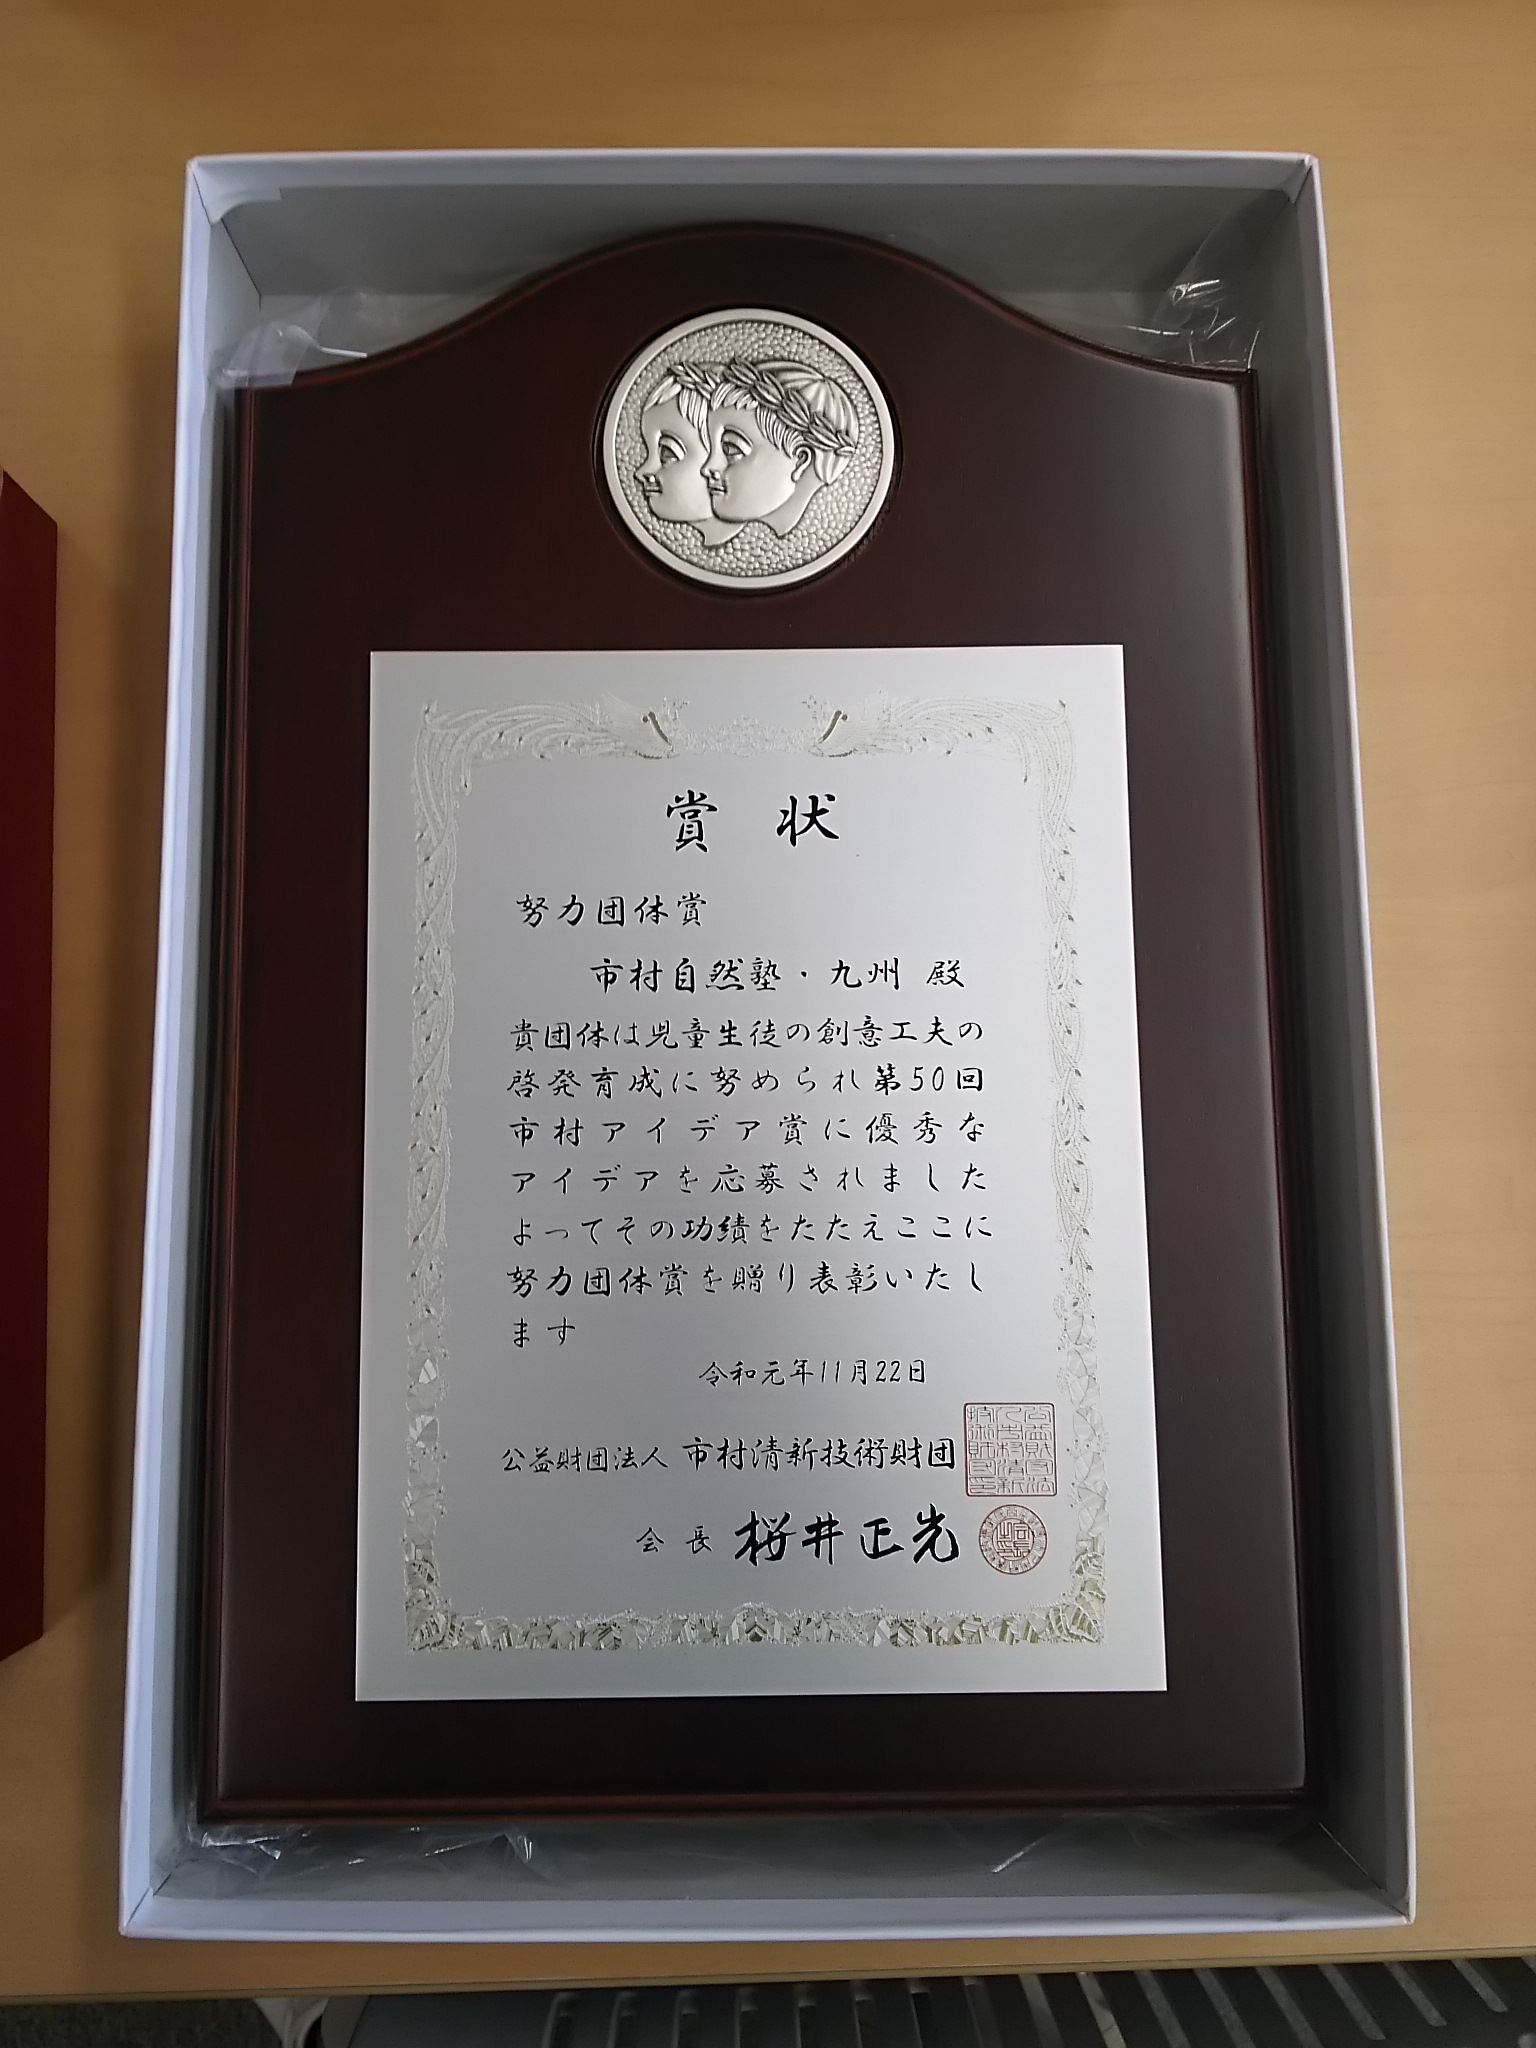 賞状
努力団体賞
市村自然塾・九州 殿
貴団体は児童生徒の創意工夫の
啓発育成に努められ第50回
市村アイデア賞に優秀な
アイデアを応募されました
よってその功績をたたえここに
努力団体賞を贈り表彰いたし
ます
令和元年11月22日
公益財団法人 市村清新技術財団
会長 桜井正光